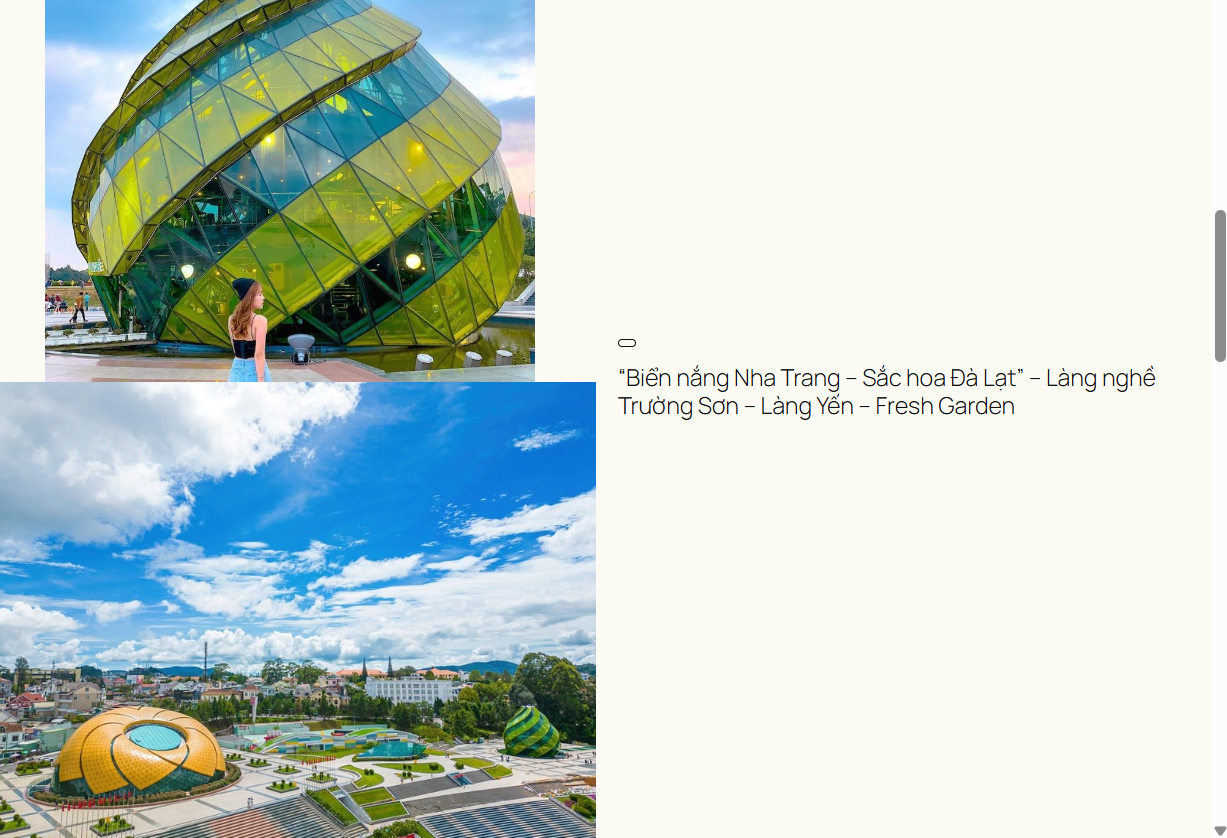 “Biển nắng Nha Trang – Sắc hoa Đà Lạt” – Làng nghề
Trường Sơn – Làng Yến – Fresh Garden